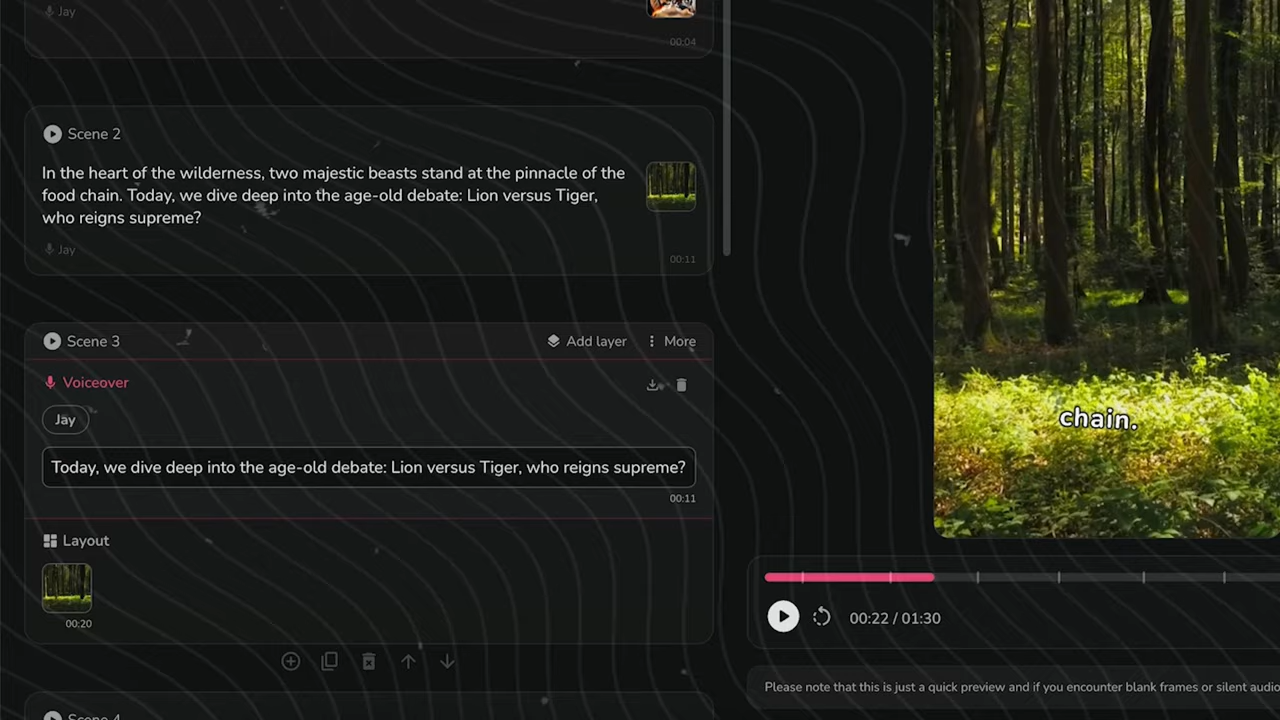 Jay
00:04
Scene 2
In the heart of the wilderness, two majestic beasts stand at the pinnacle of the
food chain. Today, we dive deep into the age-old debate: Lion versus Tiger,
who reigns supreme?
Jay
00:11
Scene 3
Add layer
More
Voiceover
Jay
Today, we dive deep into the age-old debate: Lion versus Tiger, who reigns supreme?
00:11
Layout
00:20
Scene 4
chain.
00:22 / 01:30
Please note that this is just a quick preview and if you encounter blank frames or silent audio